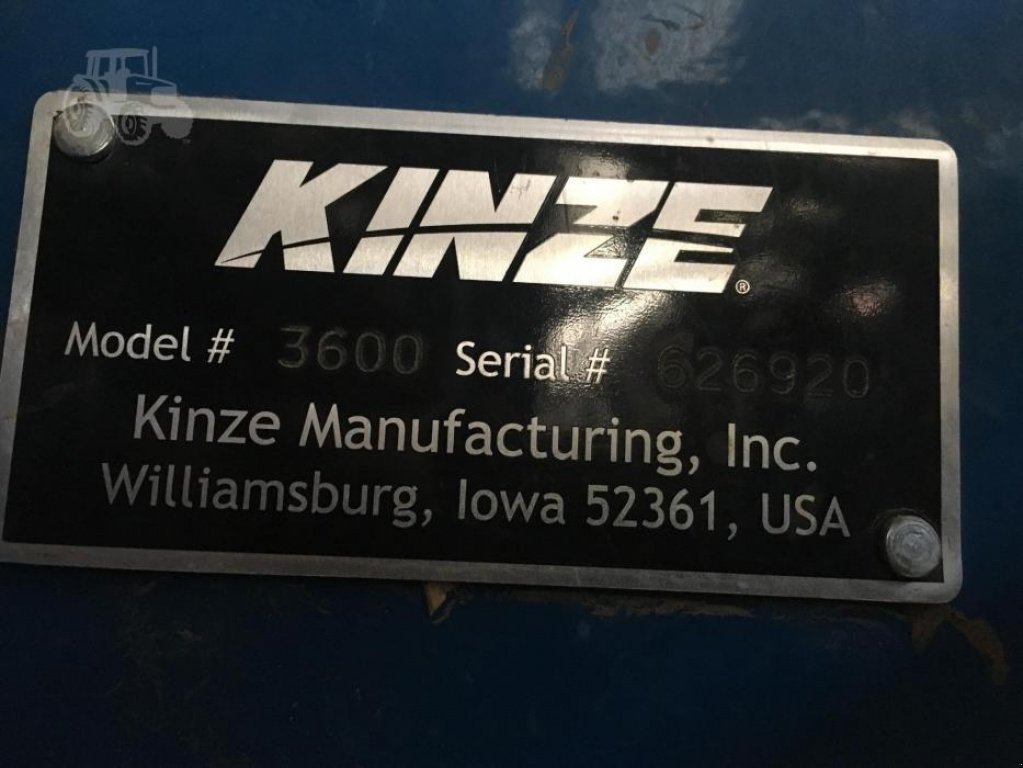 KINZE®
Model # 3600 Serial # 626920
Kinze Manufacturing, Inc.
Williamsburg, Iowa 52361, USA